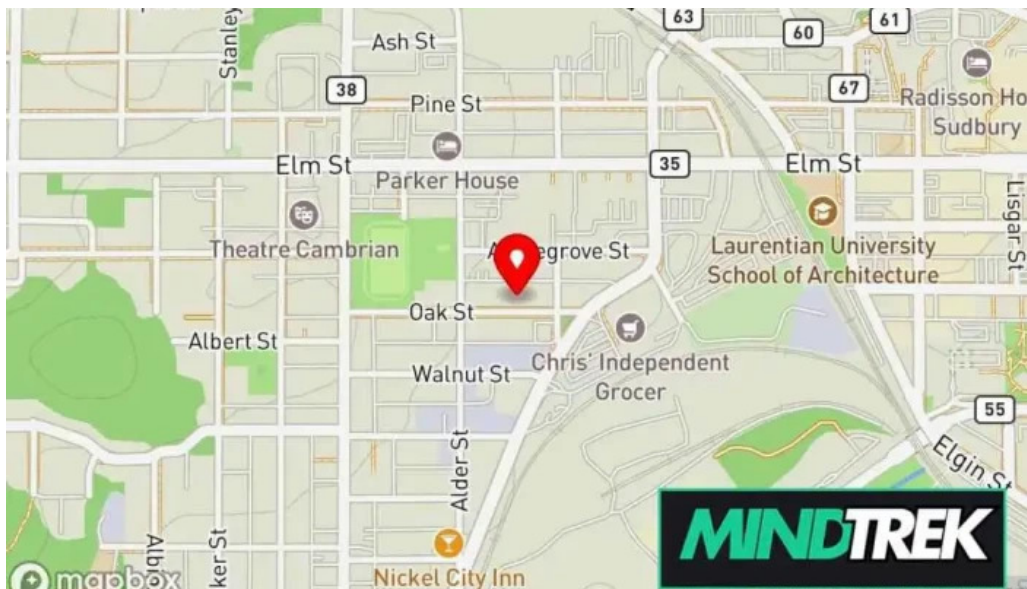 63
60
61
Stanley
Ash St
38
67
Pine St
Radisson Ho
Sudbury
Elm St
35
Elm St
Parker House
Lisgar St
Theatre Cambrian
Laurentian University
School of Architecture
Oak St
Albert St
Chris' Independent
Grocer
Walnut St
55
Alder St
Elgin St
MINDTREK
Nickel City Inn
mapbox